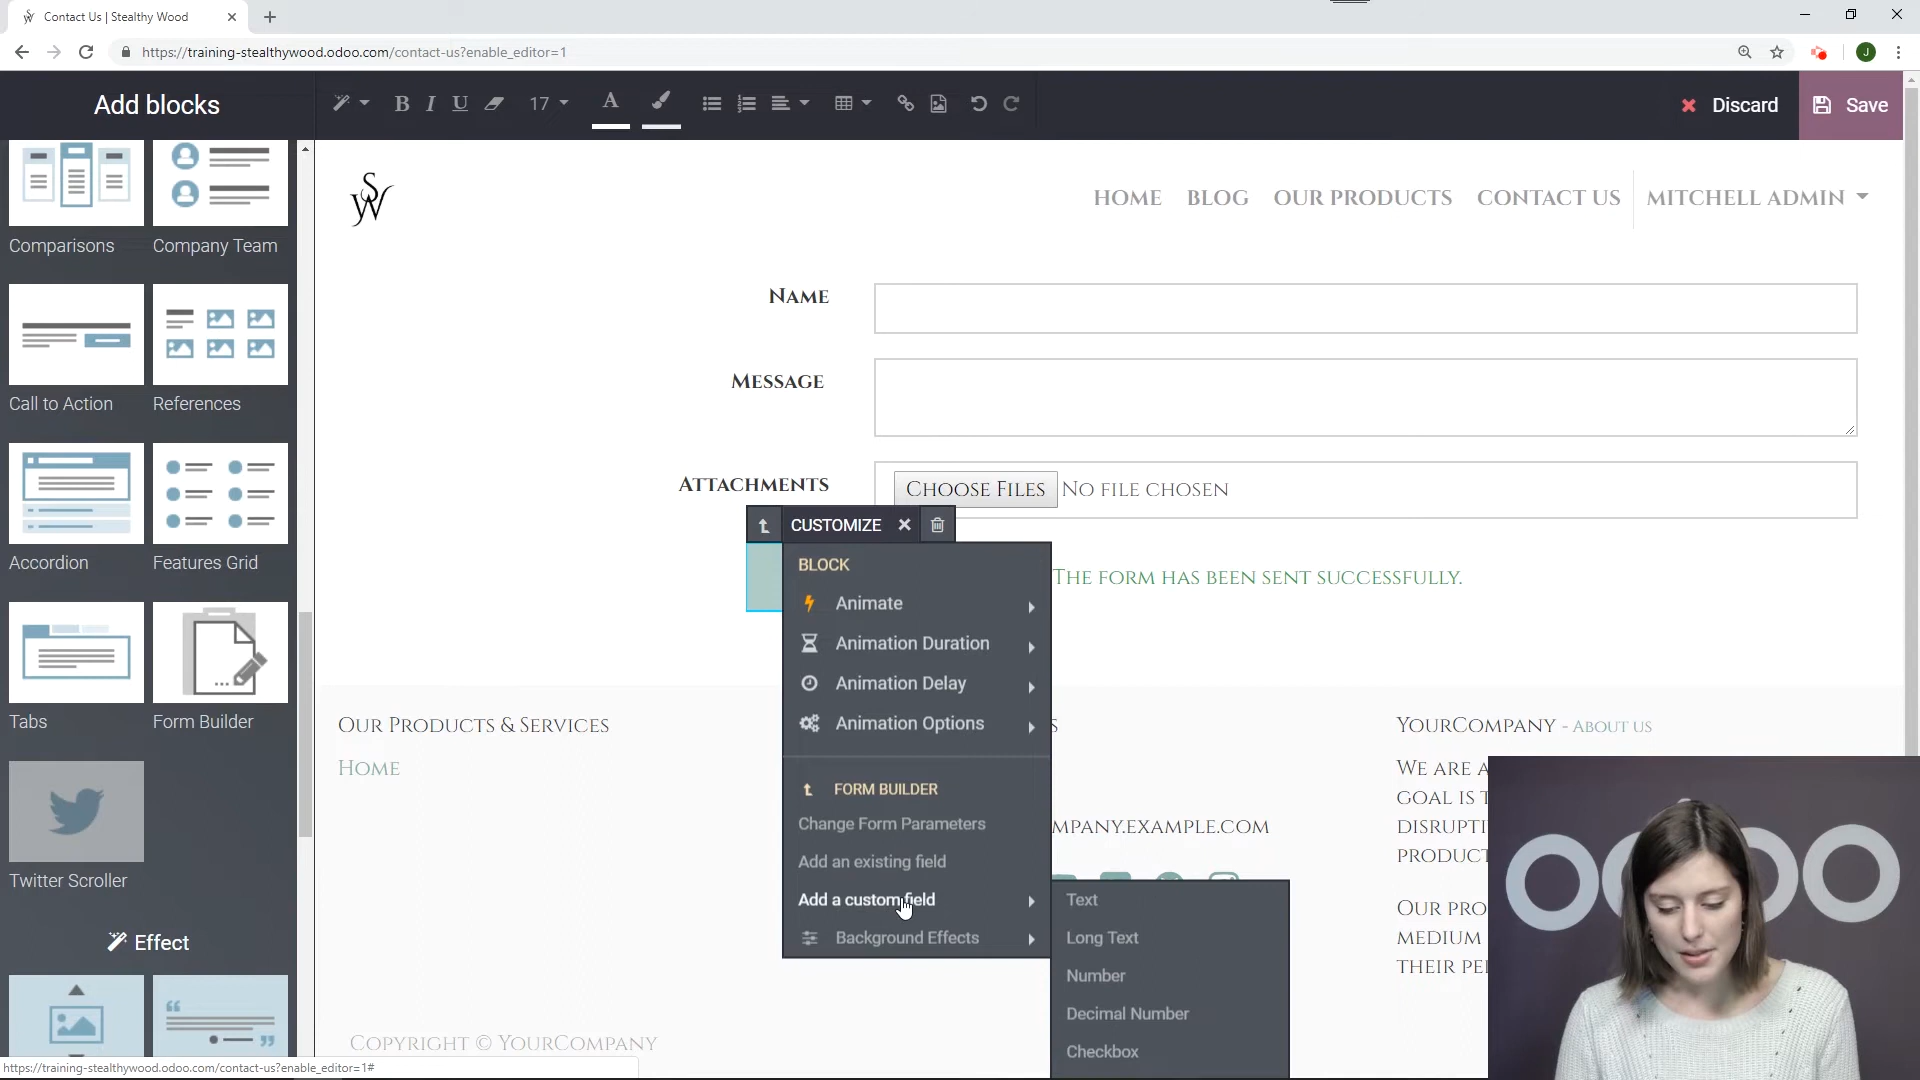 Contact Us | Stealthy Wood
https://training-stealthywood.odoo.com/contact-us?enable_editor=1
J
Add blocks
B I U 17 A
Discard
Save
Comparisons
Company Team
Call to Action
References
Accordion
Features Grid
Tabs
Form Builder
Twitter Scroller
Effect
SW
HOME
BLOG
OUR PRODUCTS
CONTACT US
MITCHELL ADMIN
Name
Message
Attachments
Choose Files No file chosen
CUSTOMIZE
The form has been sent successfully.
BLOCK
Animate
Animation Duration
Animation Delay
Animation Options
FORM BUILDER
Change Form Parameters
Add an existing field
Add a custom field
Background Effects
Text
Long Text
Number
Decimal Number
Checkbox
Our Products & Services
Home
s
mpany.example.com
YourCompany - About us
We are a
goal is t
disrupti
product
Our pro
medium
their pe
Copyright © YourCompany
https://training-stealthywood.odoo.com/contact-us?enable_editor=1#
odoo